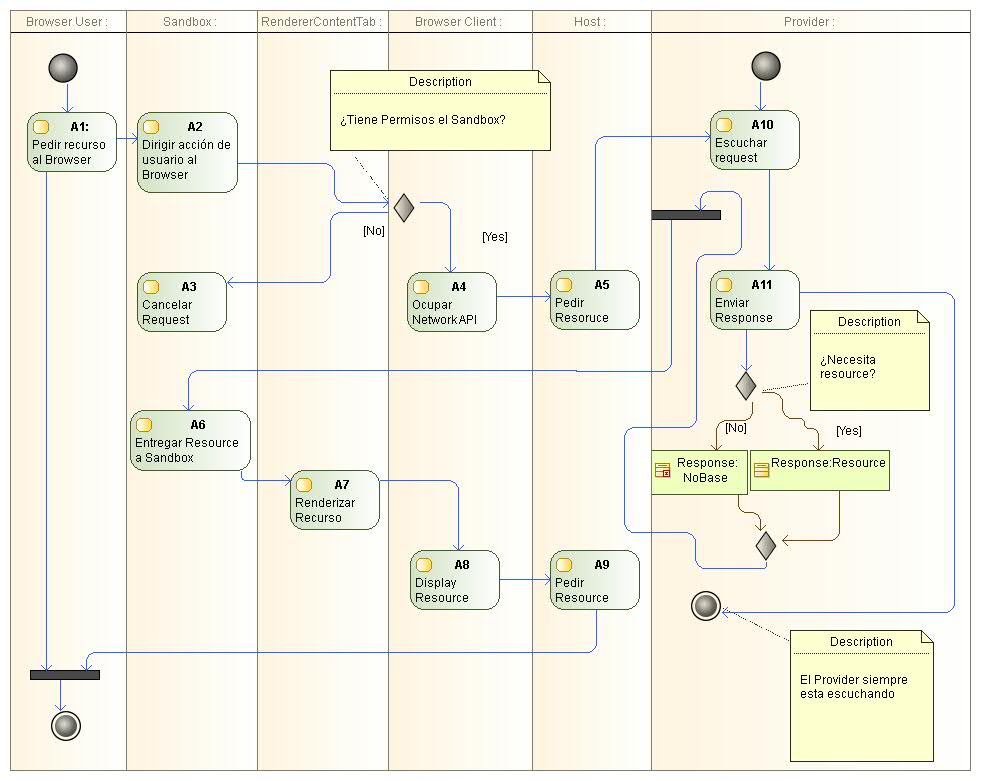 Browser User :
Sandbox :
RendererContentTab :
Browser Client :
Host :
Provider :
Description
¿Tiene Permisos el Sandbox?
A1:
Pedir recurso
al Browser
A2
Dirigir acción de
usuario al
Browser
A10
Escuchar
request
[No]
[Yes]
A3
Cancelar
Request
A4
Ocupar
NetworkAPI
A5
Pedir
Resoruce
A11
Enviar
Response
Description
¿Necesita
resource?
[No]
[Yes]
A6
Entregar Resource
a Sandbox
Response:
NoBase
Response:Resource
A7
Renderizar
Recurso
A8
Display
Resource
A9
Pedir
Resource
Description
El Provider siempre
esta escuchando